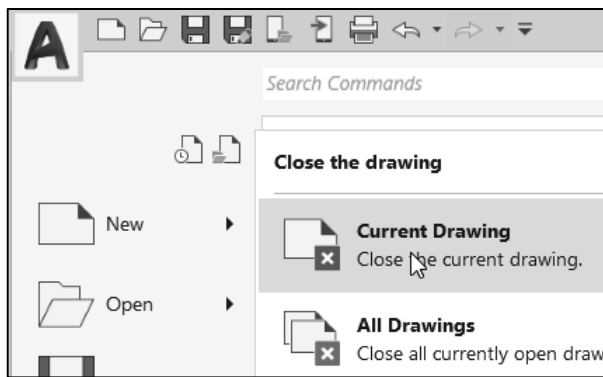 Search Commands
Close the drawing
New
Current Drawing
Close the current drawing.
Open
All Drawings
Close all currently open